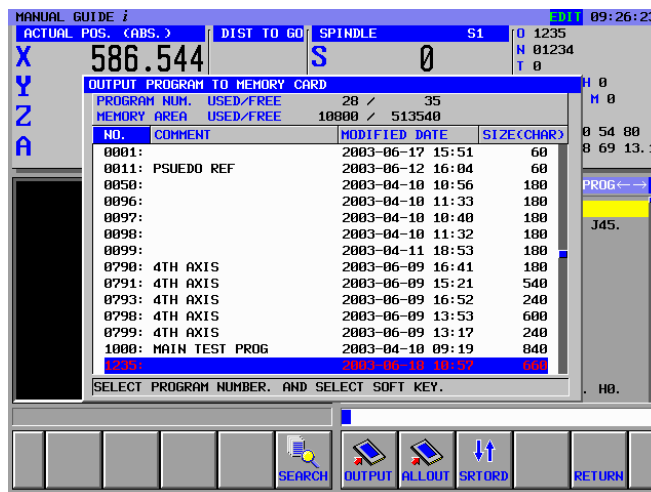 MANUAL GUIDE i EDIT 09:26:2
ACTUAL POS. (ABS.) DIST TO GO SPINDLE S1 O 1235
X 586.544 S 0 N 01234
T 0
Y H 0
M 0
Z
A
0 54 80
8 69 13.
OUTPUT PROGRAM TO MEMORY CARD
PROGRAM NUM. USED/FREE 28 / 35
MEMORY AREA USED/FREE 10800 / 513540
NO. COMMENT MODIFIED DATE SIZE(CHAR)
0001: 2003-06-17 15:51 60
0011: PSUEDO REF 2003-06-12 16:04 60
0050: 2003-04-10 10:56 180
0096: 2003-04-10 11:33 180
0097: 2003-04-10 10:40 180
0098: 2003-04-10 11:32 180
0099: 2003-04-11 18:53 180
0790: 4TH AXIS 2003-06-09 16:41 180
0791: 4TH AXIS 2003-06-09 15:21 540
0793: 4TH AXIS 2003-06-09 16:52 240
0798: 4TH AXIS 2003-06-09 13:53 600
0799: 4TH AXIS 2003-06-09 13:17 240
1000: MAIN TEST PROG 2003-04-10 09:19 840
1235: 2003-06-18 10:57 660
SELECT PROGRAM NUMBER. AND SELECT SOFT KEY.
PROG←→
J45.
. H0.
SEARCH OUTPUT ALLOUT SRTORD RETURN